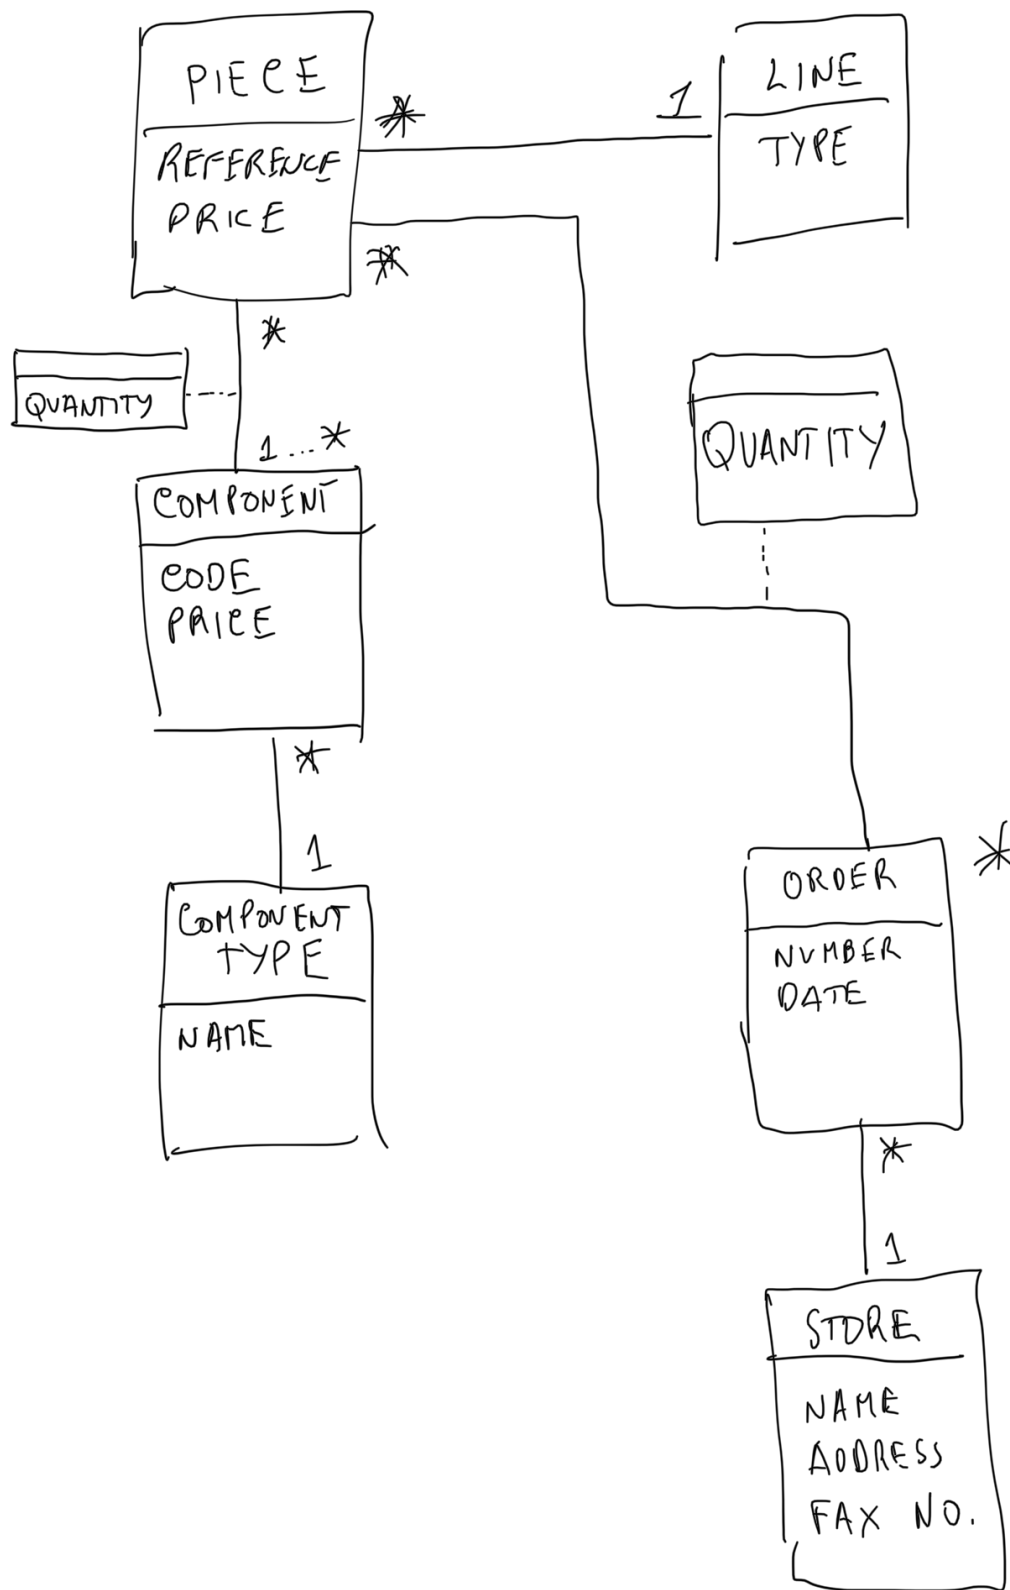 PIECE
REFERENCE
PRICE
*
1
LINE
TYPE
*
*
QUANTITY
1...*
COMPONENT
CODE
PRICE
QUANTITY
*
1
COMPONENT
TYPE
NAME
*
ORDER
NUMBER
DATE
*
1
STORE
NAME
ADDRESS
FAX NO.